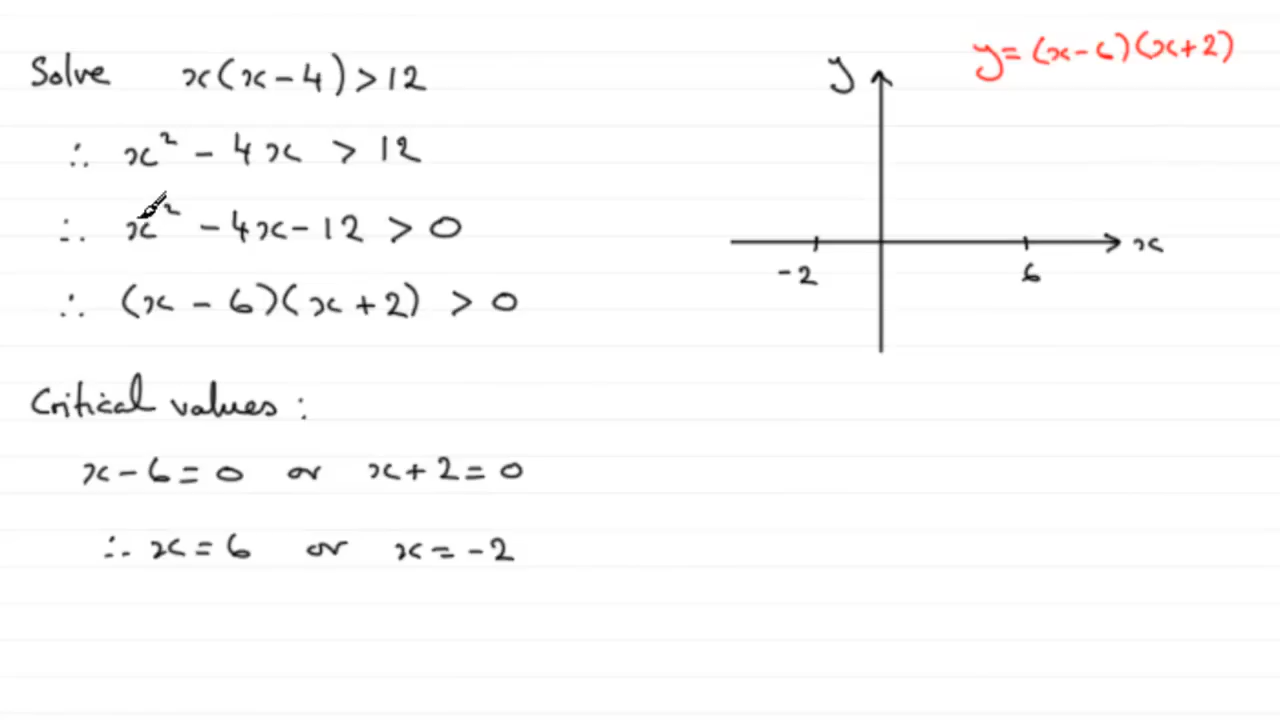 Solve x(x-4)>12
∴ x² - 4x > 12
∴ x² - 4x - 12 > 0
∴ (x - 6)(x + 2) > 0
Critical values :
x - 6 = 0 or x + 2 = 0
∴ x = 6 or x = -2
y = (x-6)(x+2)
y
x
-2
6